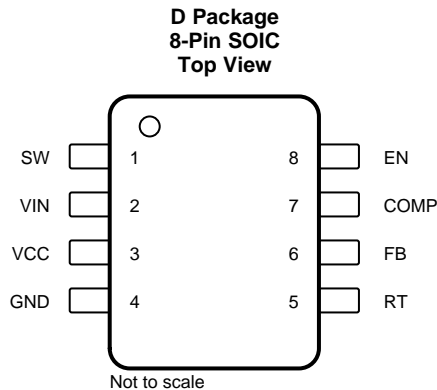 D Package
8-Pin SOIC
Top View
SW 1 8 EN
VIN 2 7 COMP
VCC 3 6 FB
GND 4 5 RT
Not to scale